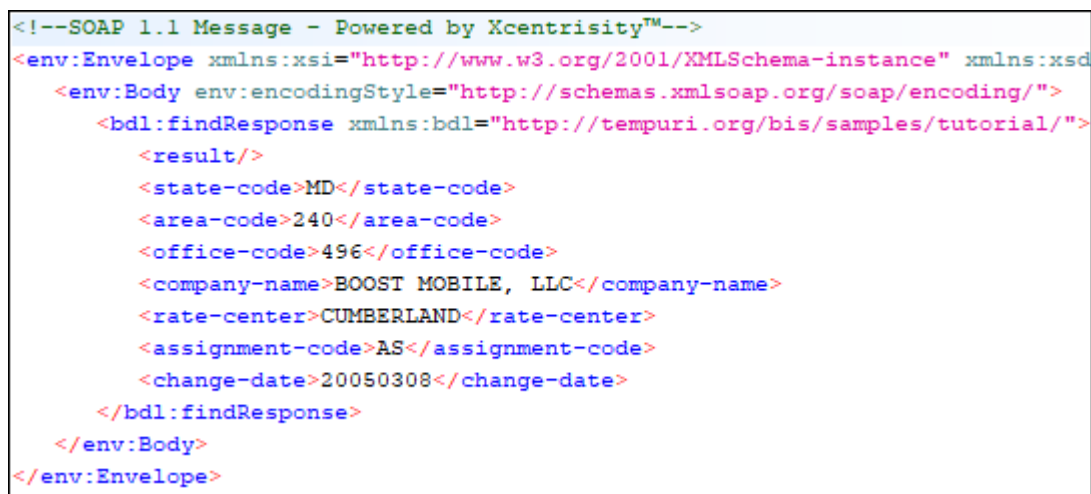 <!--SOAP 1.1 Message - Powered by Xcentrisity™-->
<env:Envelope xmlns:xsi="http://www.w3.org/2001/XMLSchema-instance" xmlns:xsd
<env:Body env:encodingStyle="http://schemas.xmlsoap.org/soap/encoding/">
<bdl:findResponse xmlns:bdl="http://tempuri.org/bis/samples/tutorial/">
<result/>
<state-code>MD</state-code>
<area-code>240</area-code>
<office-code>496</office-code>
<company-name>BOOST MOBILE, LLC</company-name>
<rate-center>CUMBERLAND</rate-center>
<assignment-code>AS</assignment-code>
<change-date>20050308</change-date>
</bdl:findResponse>
</env:Body>
</env:Envelope>